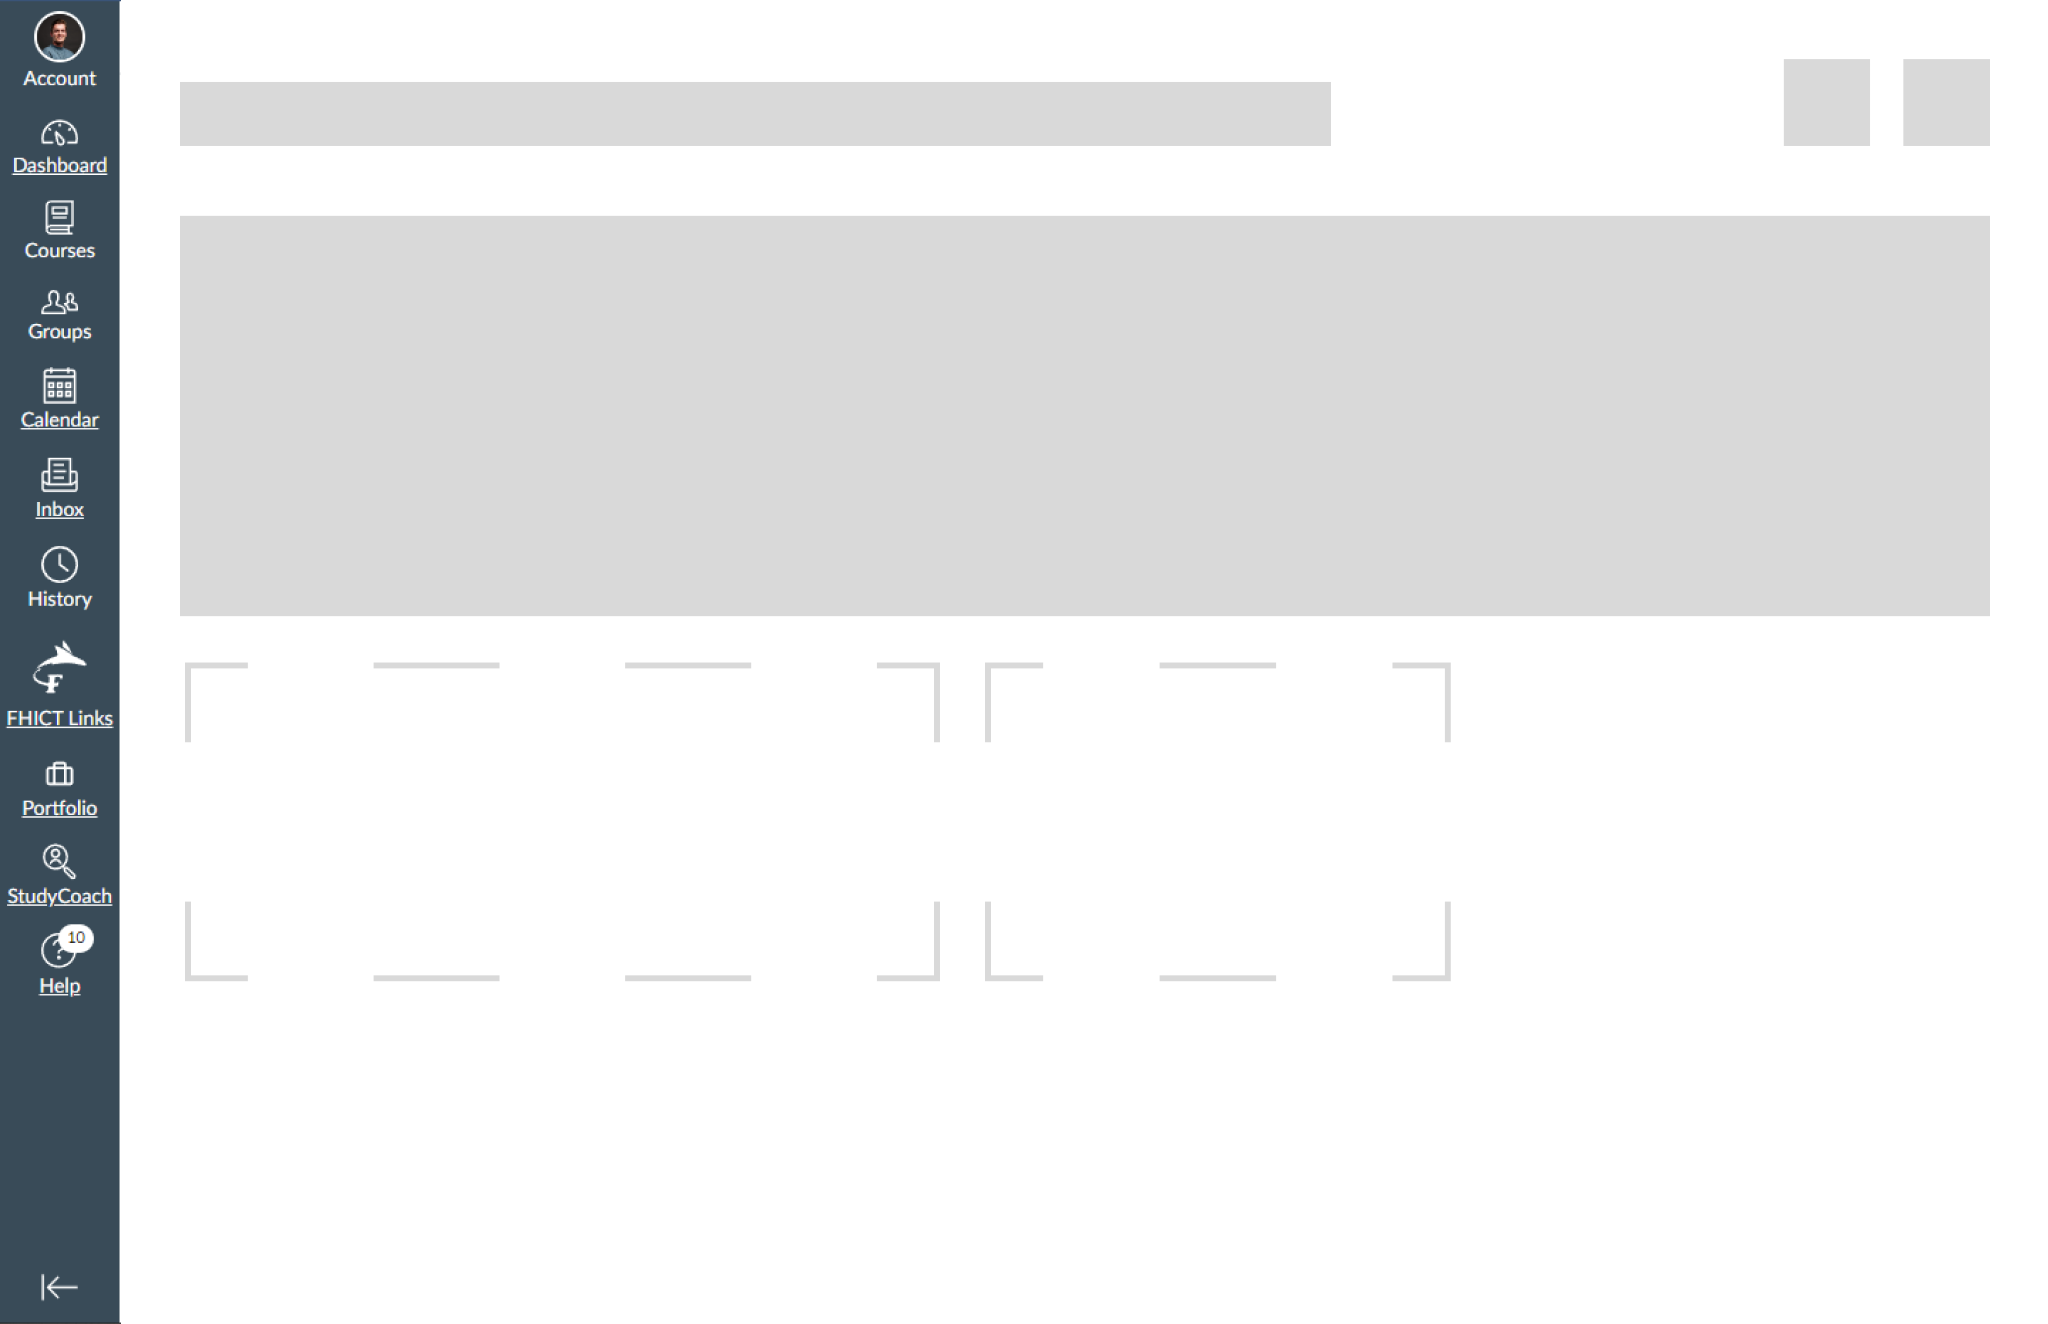 Account
Dashboard
Courses
Groups
Calendar
Inbox
History
F
FHICT Links
Portfolio
StudyCoach
10
?
Help